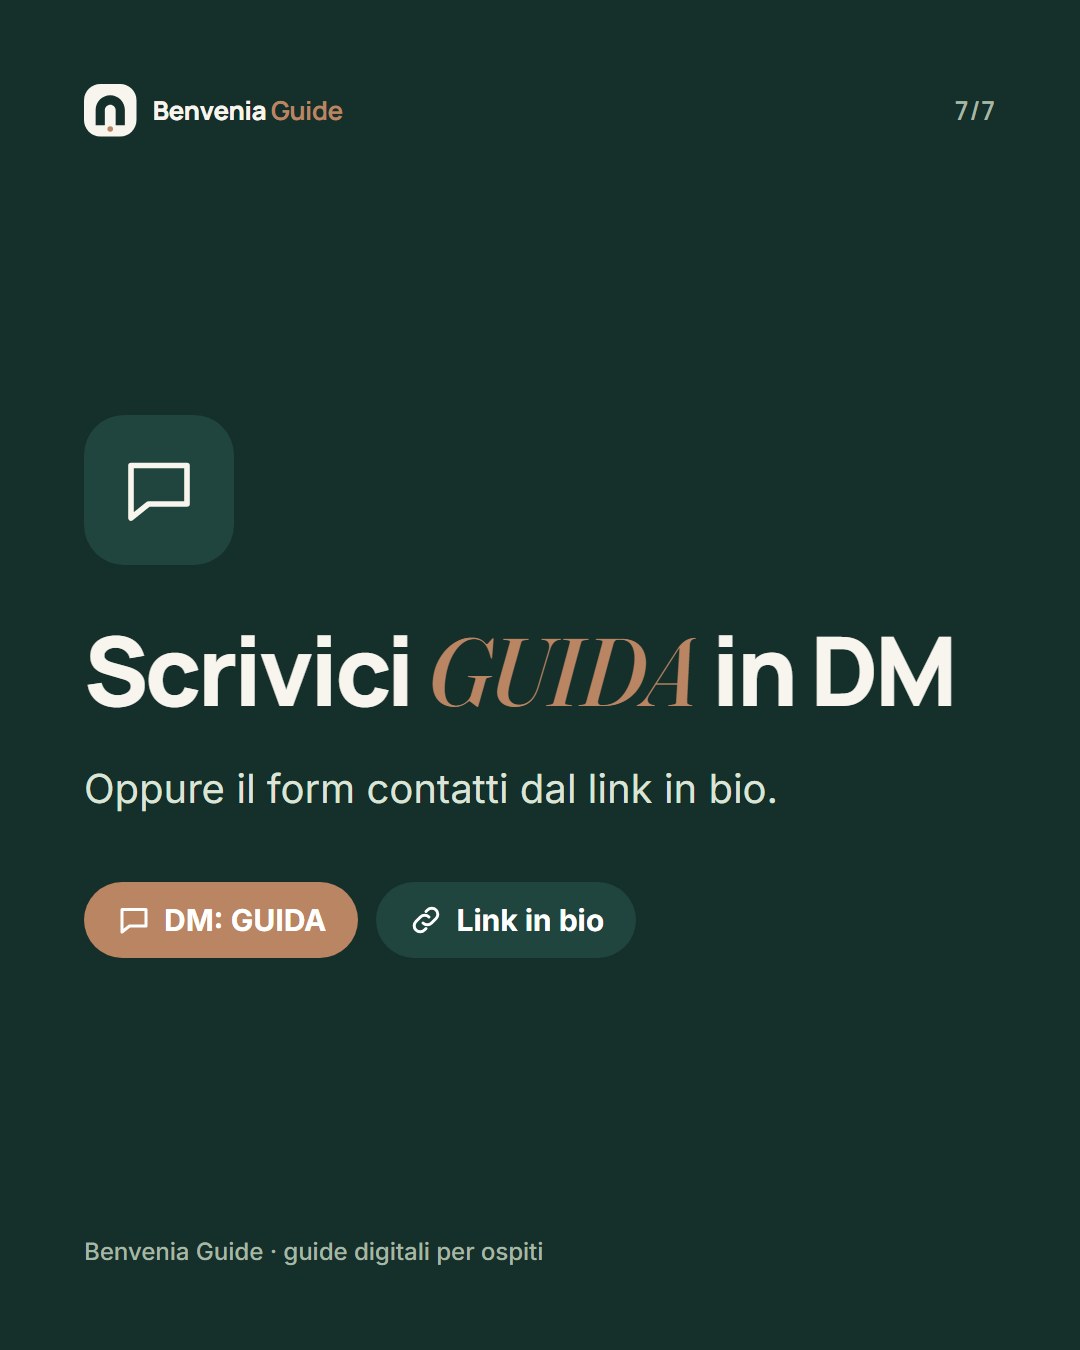 Benvenia Guide
7/7
Scrivici GUIDA in DM
Oppure il form contatti dal link in bio.
DM: GUIDA
Link in bio
Benvenia Guide · guide digitali per ospiti